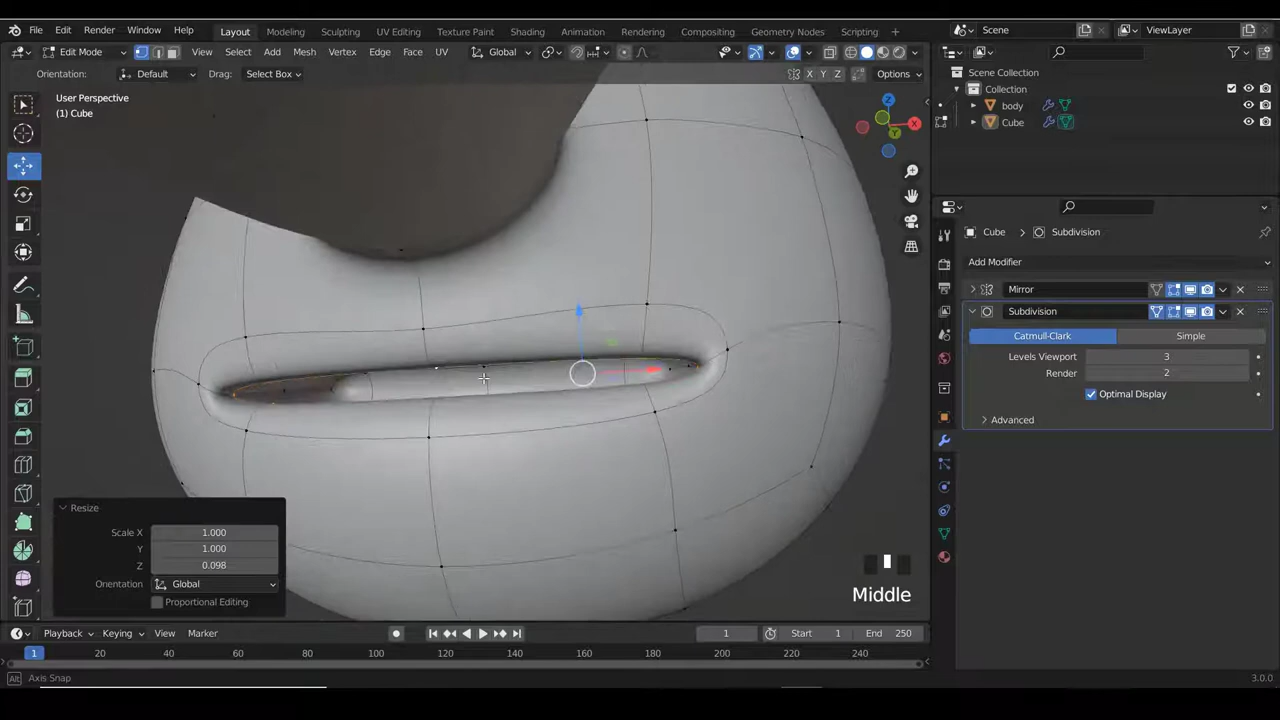 File Edit Render Window Help Layout Modeling Sculpting UV Editing Texture Paint Shading Animation Rendering Compositing Geometry Nodes Scripting + Scene ViewLayer
Edit Mode View Select Add Mesh Vertex Edge Face UV Global
Orientation: Default Drag: Select Box X Y Z Options
Scene Collection
Collection
body
Cube
User Perspective
(1) Cube
Z
X
Y
Cube Subdivision
Add Modifier
Mirror
Subdivision
Catmull-Clark Simple
Levels Viewport 3
Render 2
Optimal Display
Advanced
Resize
Scale X 1.000
Y 1.000
Z 0.098
Orientation Global
Proportional Editing
Middle
Playback Keying View Marker 1 Start 1 End 250
1 20 40 60 80 100 120 140 160 180 200 220 240
Alt Axis Snap 3.0.0